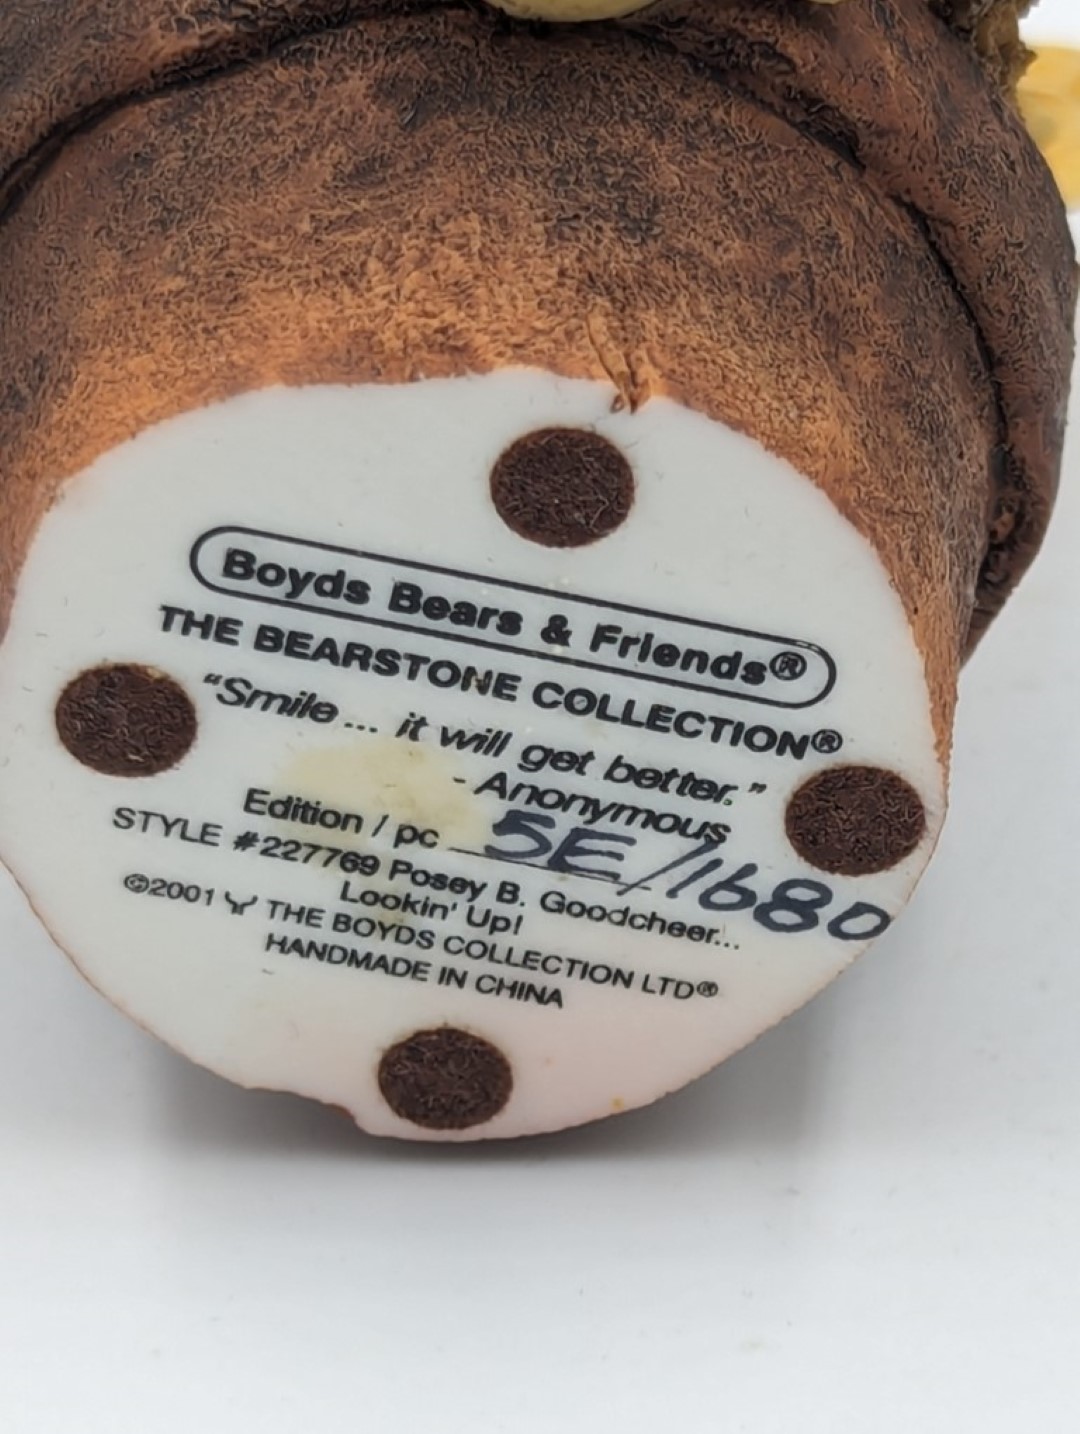 Boyds Bears & Friends®
THE BEARSTONE COLLECTION®
"Smile ... it will get better."
- Anonymous
Edition / pc 5E/1680
STYLE #227769 Posey B. Goodcheer...
Lookin' Up!
©2001 THE BOYDS COLLECTION LTD®
HANDMADE IN CHINA